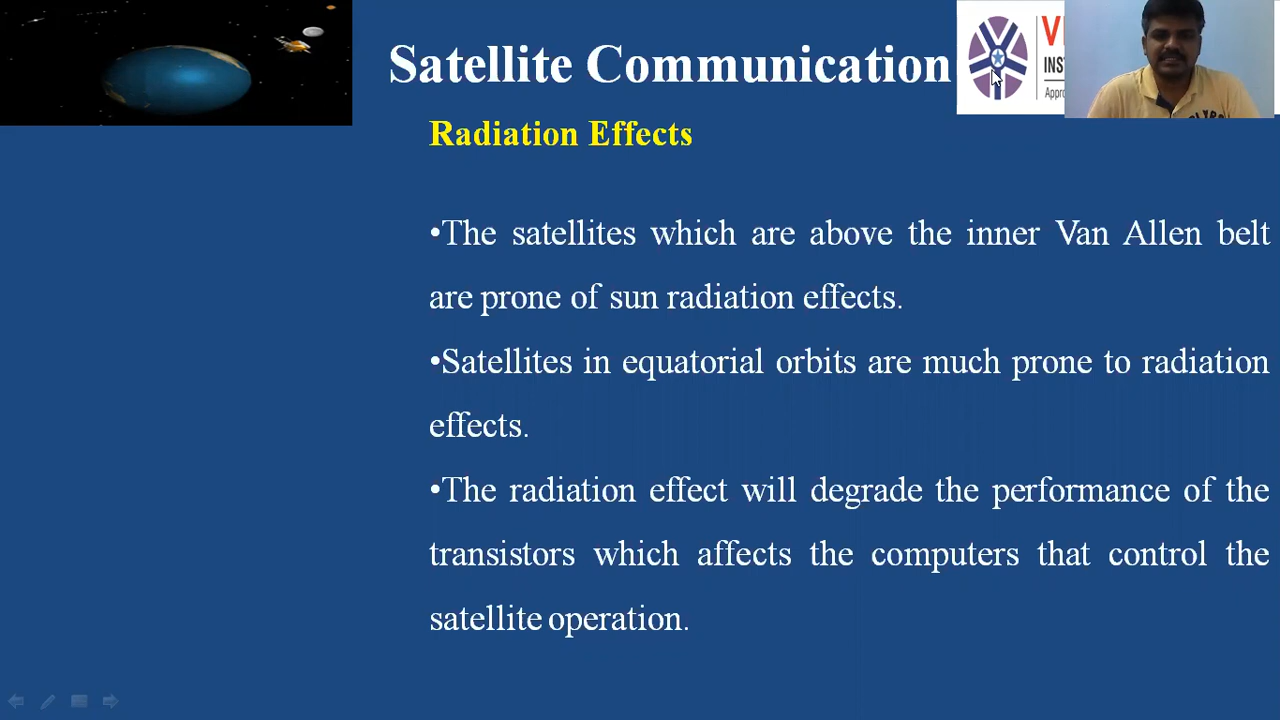 Satellite Communication
V
INST
Appro
Radiation Effects
•The satellites which are above the inner Van Allen belt
are prone of sun radiation effects.
•Satellites in equatorial orbits are much prone to radiation
effects.
•The radiation effect will degrade the performance of the
transistors which affects the computers that control the
satellite operation.